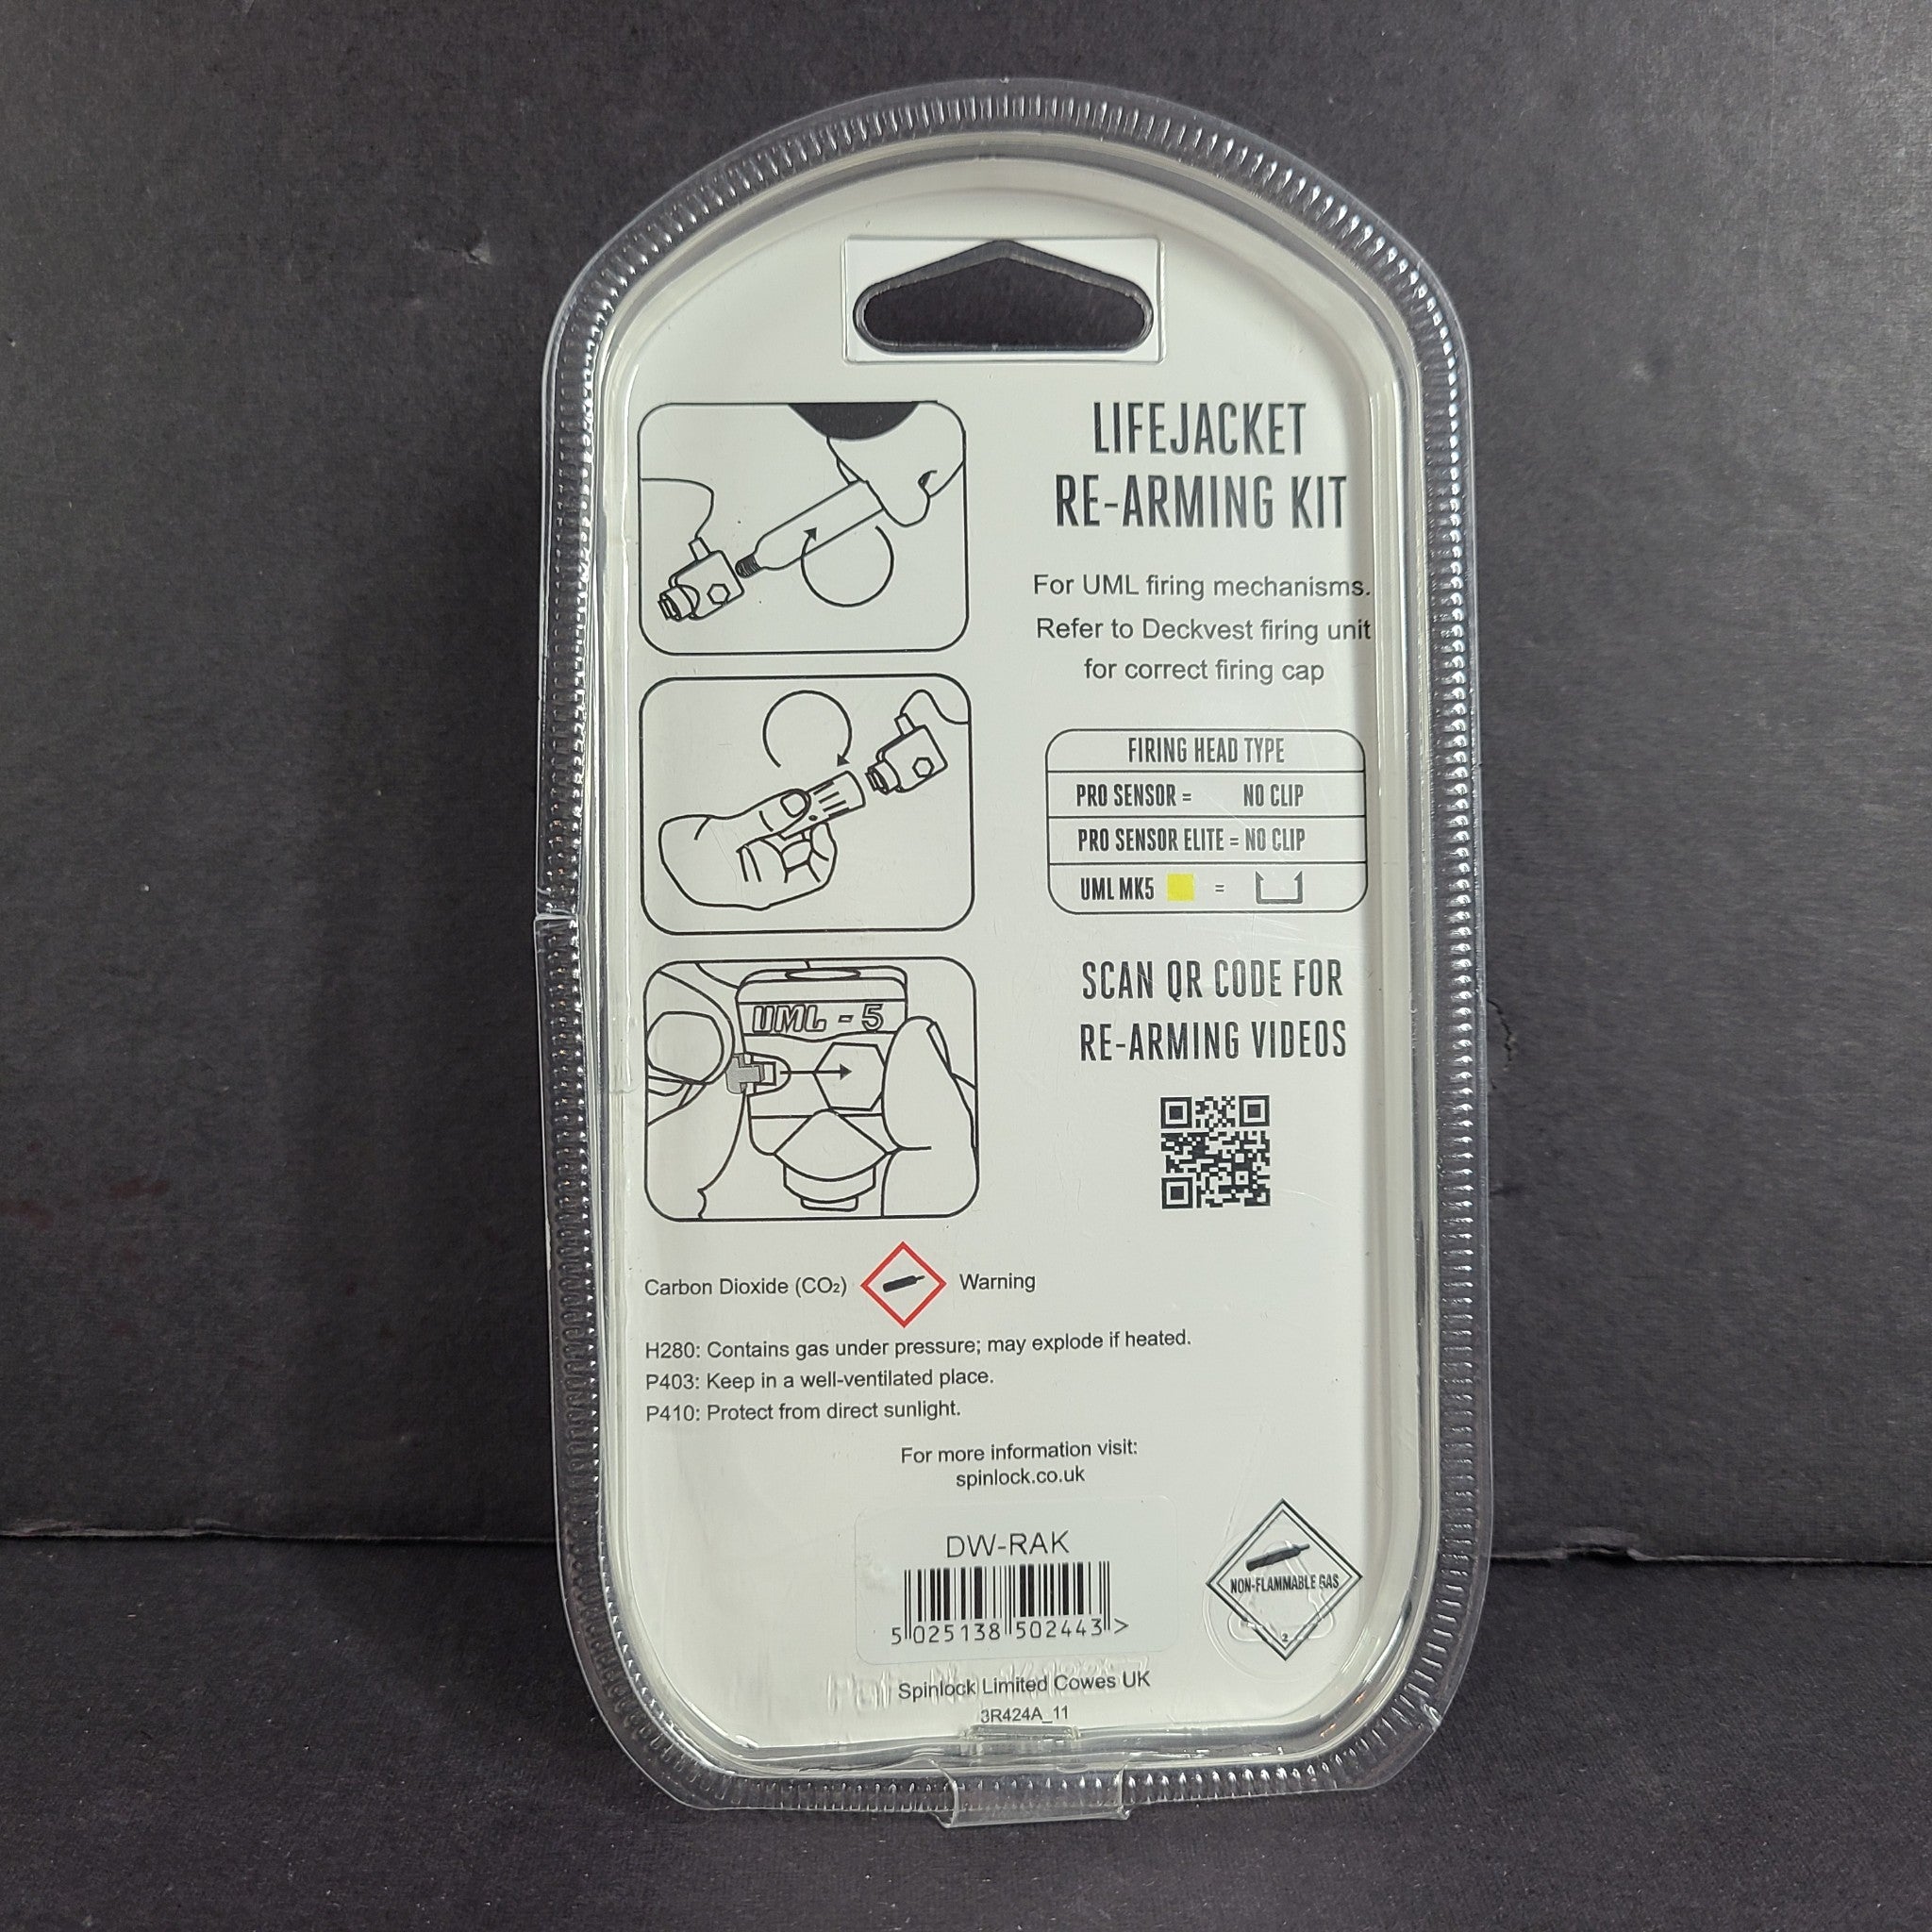 LIFEJACKET
RE-ARMING KIT
For UML firing mechanisms.
Refer to Deckvest firing unit
for correct firing cap
FIRING HEAD TYPE
PRO SENSOR = NO CLIP
PRO SENSOR ELITE = NO CLIP
UML MK5 =
UML - 5
SCAN QR CODE FOR
RE-ARMING VIDEOS
Carbon Dioxide (CO₂) Warning
H280: Contains gas under pressure; may explode if heated.
P403: Keep in a well-ventilated place.
P410: Protect from direct sunlight.
For more information visit:
spinlock.co.uk
DW-RAK
5 025138 502443 >
NON-FLAMMABLE GAS
2
Spinlock Limited Cowes UK
3R424A_11